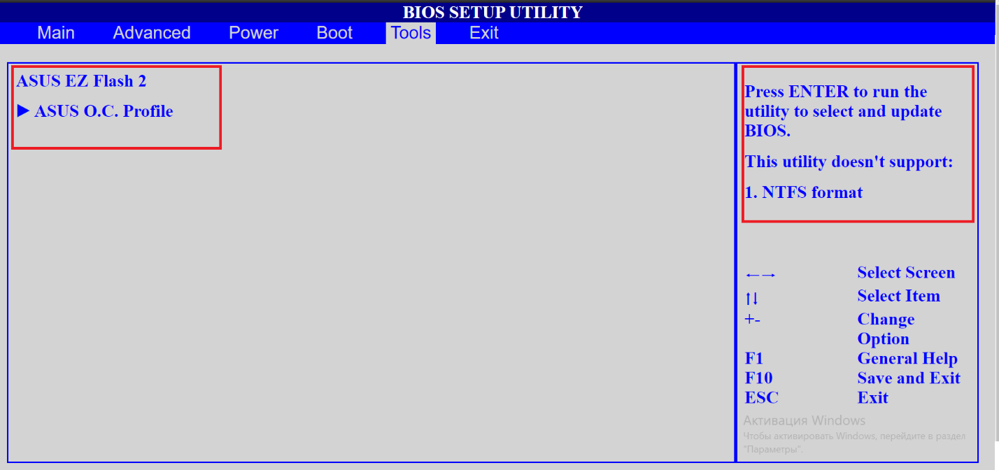 BIOS SETUP UTILITY
Main Advanced Power Boot Tools Exit
ASUS EZ Flash 2
▶ ASUS O.C. Profile
Press ENTER to run the
utility to select and update
BIOS.
This utility doesn't support:
1. NTFS format
←→ Select Screen
↑↓ Select Item
+- Change
Option
F1 General Help
F10 Save and Exit
ESC Exit
Активация Windows
Чтобы активировать Windows, перейдите в раздел
"Параметры".